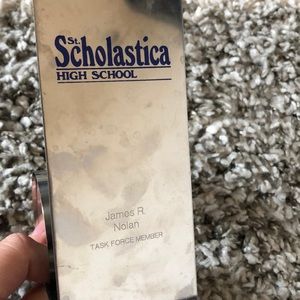 St.
Scholastica
HIGH SCHOOL
James R.
Nolan
TASK FORCE MEMBER